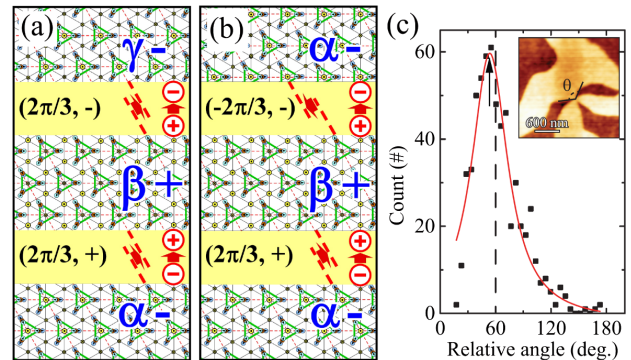 (a)
γ-
(2π/3, -)
⊖
⊕
β+
(2π/3, +)
⊕
⊖
α-
(b)
α-
(-2π/3, -)
⊖
⊕
β+
(2π/3, +)
⊕
⊖
α-
(c)
60
40
20
0
Count (#)
0
60
120
180
Relative angle (deg.)
θ
600 nm